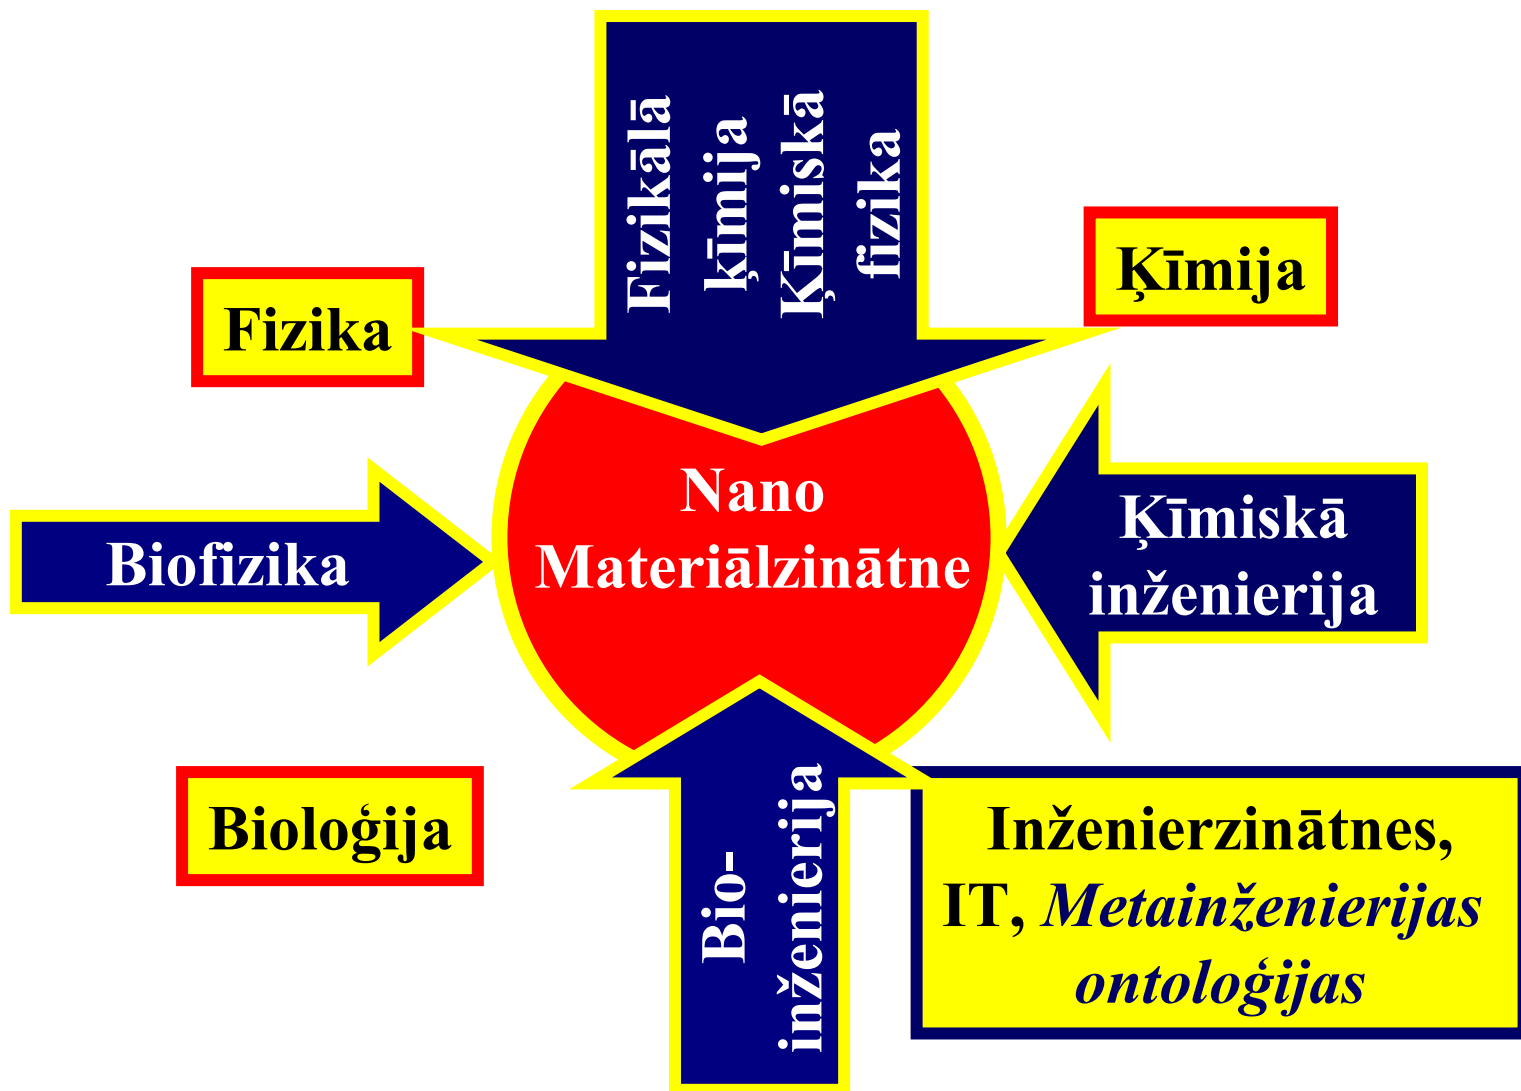 Fizikālā
ķīmija
Ķīmiskā
fizika
Ķīmija
Fizika
Nano
Materiālzinātne
Biofizika
Ķīmiskā
inženierija
Bioloģija
Bio-
inženierija
Inženierzinātnes,
IT, Metainženierijas
ontoloģijas